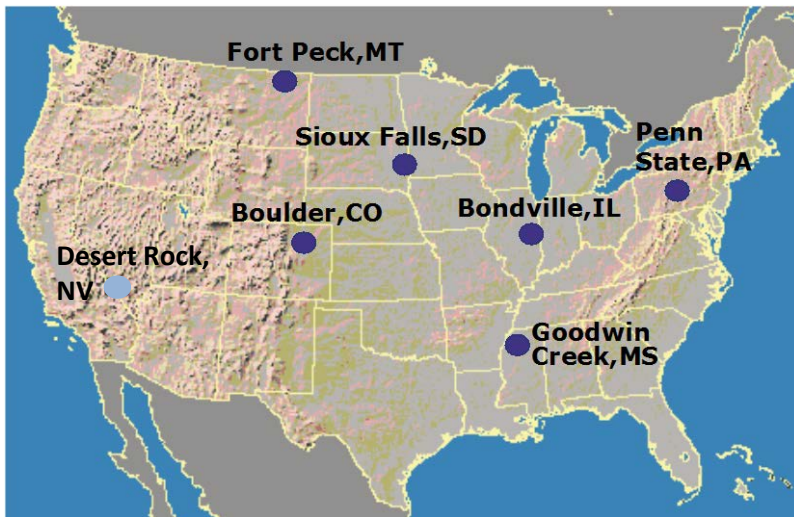 Fort Peck,MT
Sioux Falls,SD
Penn
State,PA
Boulder,CO
Bondville,IL
Desert Rock,
NV
Goodwin
Creek,MS